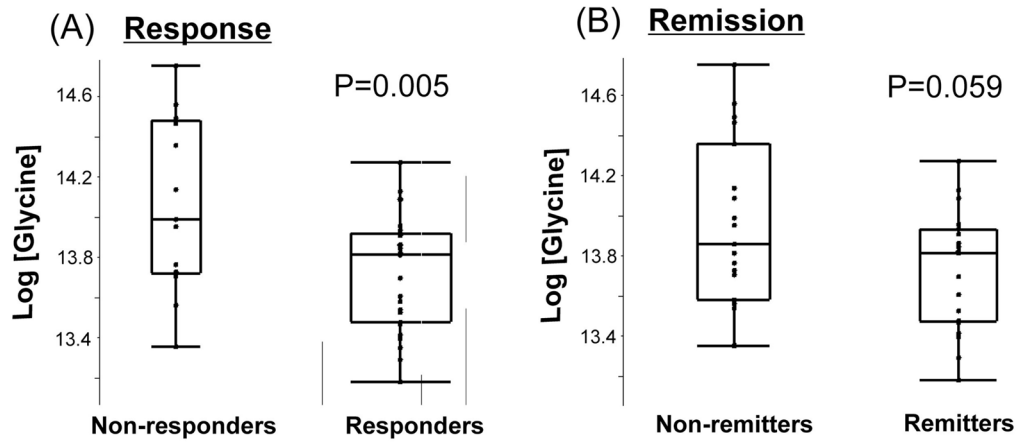 (A) Response
P=0.005
Log [Glycine]
14.6
14.2
13.8
13.4
Non-responders
Responders
(B) Remission
P=0.059
Log [Glycine]
14.6
14.2
13.8
13.4
Non-remitters
Remitters